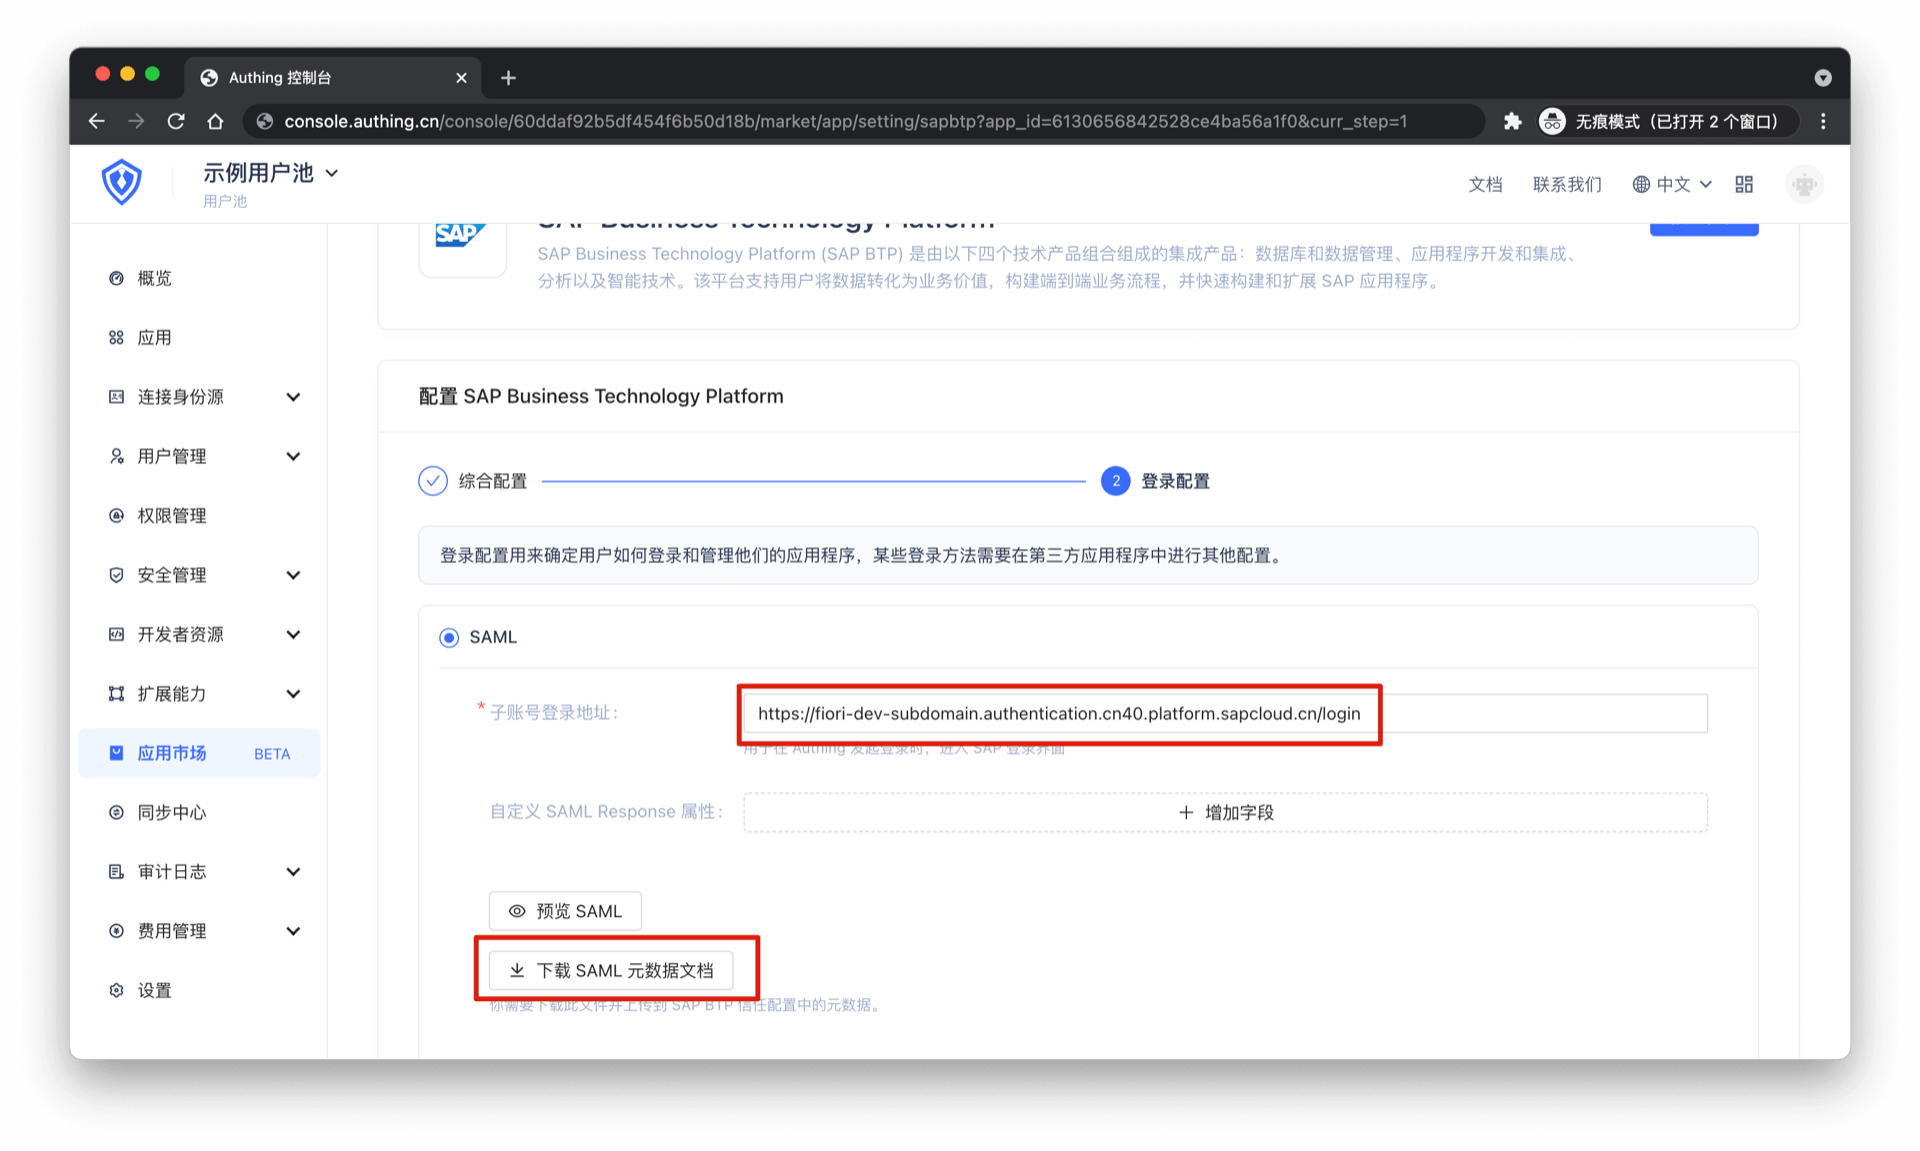 Authing 控制台
console.authing.cn/console/60ddaf92b5df454f6b50d18b/market/app/setting/sapbtp?app_id=6130656842528ce4ba56a1f0&curr_step=1
无痕模式（已打开 2 个窗口）
示例用户池
用户池
文档
联系我们
中文
SAP
SAP Business Technology Platform
SAP Business Technology Platform (SAP BTP) 是由以下四个技术产品组合组成的集成产品：数据库和数据管理、应用程序开发和集成、
分析以及智能技术。该平台支持用户将数据转化为业务价值，构建端到端业务流程，并快速构建和扩展 SAP 应用程序。
概览
应用
连接身份源
用户管理
权限管理
安全管理
开发者资源
扩展能力
应用市场 BETA
同步中心
审计日志
费用管理
设置
配置 SAP Business Technology Platform
综合配置
2 登录配置
登录配置用来确定用户如何登录和管理他们的应用程序，某些登录方法需要在第三方应用程序中进行其他配置。
SAML
* 子账号登录地址：
https://fiori-dev-subdomain.authentication.cn40.platform.sapcloud.cn/login
用于在 Authing 发起登录时，进入 SAP 登录界面
自定义 SAML Response 属性：
+ 增加字段
预览 SAML
下载 SAML 元数据文档
你需要下载此文件并上传到 SAP BTP 信任配置中的元数据。